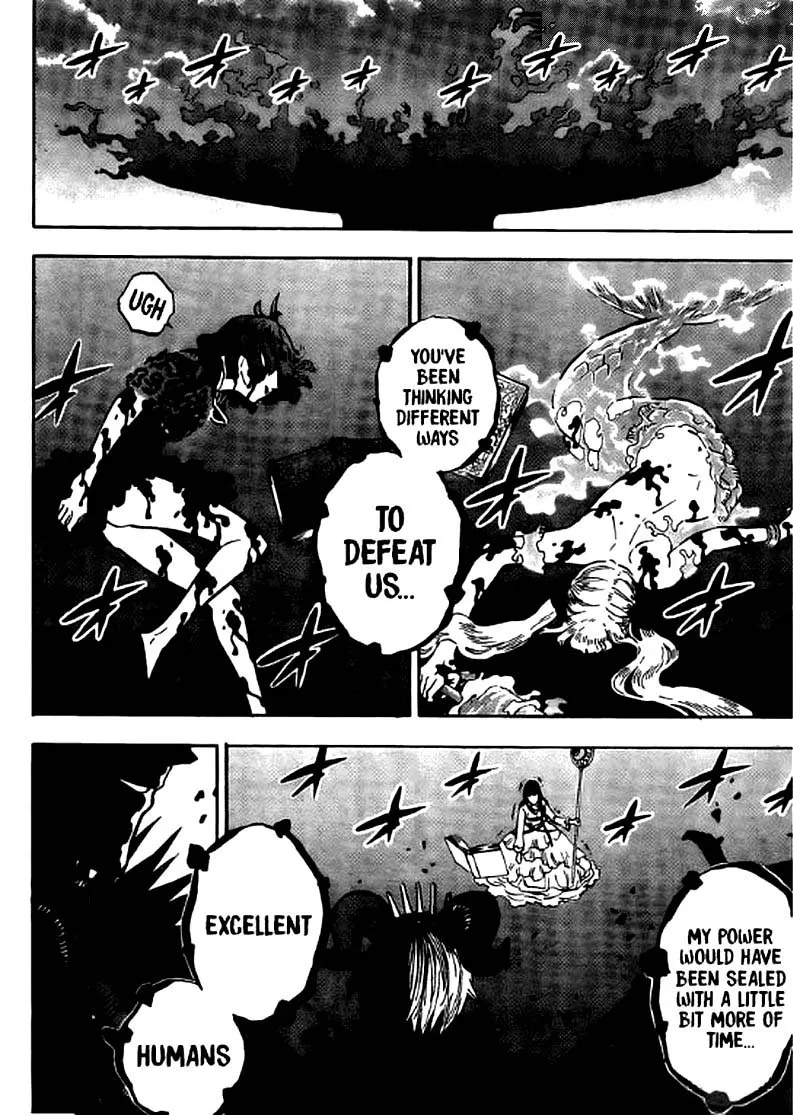 UGH
YOU'VE
BEEN
THINKING
DIFFERENT
WAYS
TO
DEFEAT
US...
EXCELLENT
HUMANS
MY POWER
WOULD HAVE
BEEN SEALED
WITH A LITTLE
BIT MORE OF
TIME...